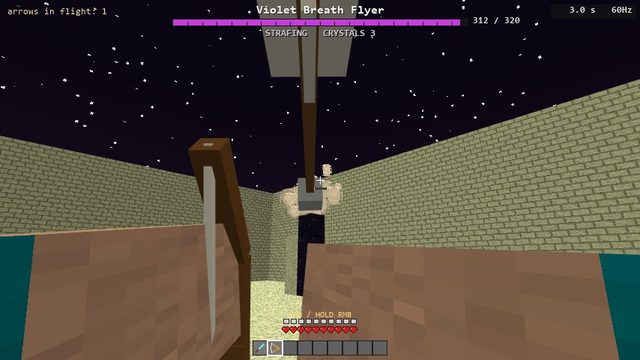 Violet Breath Flyer
arrows in flight: 1
3.0 s 60Hz
312 / 320
STRAFING CRYSTALS 3
/ HOLD RMB